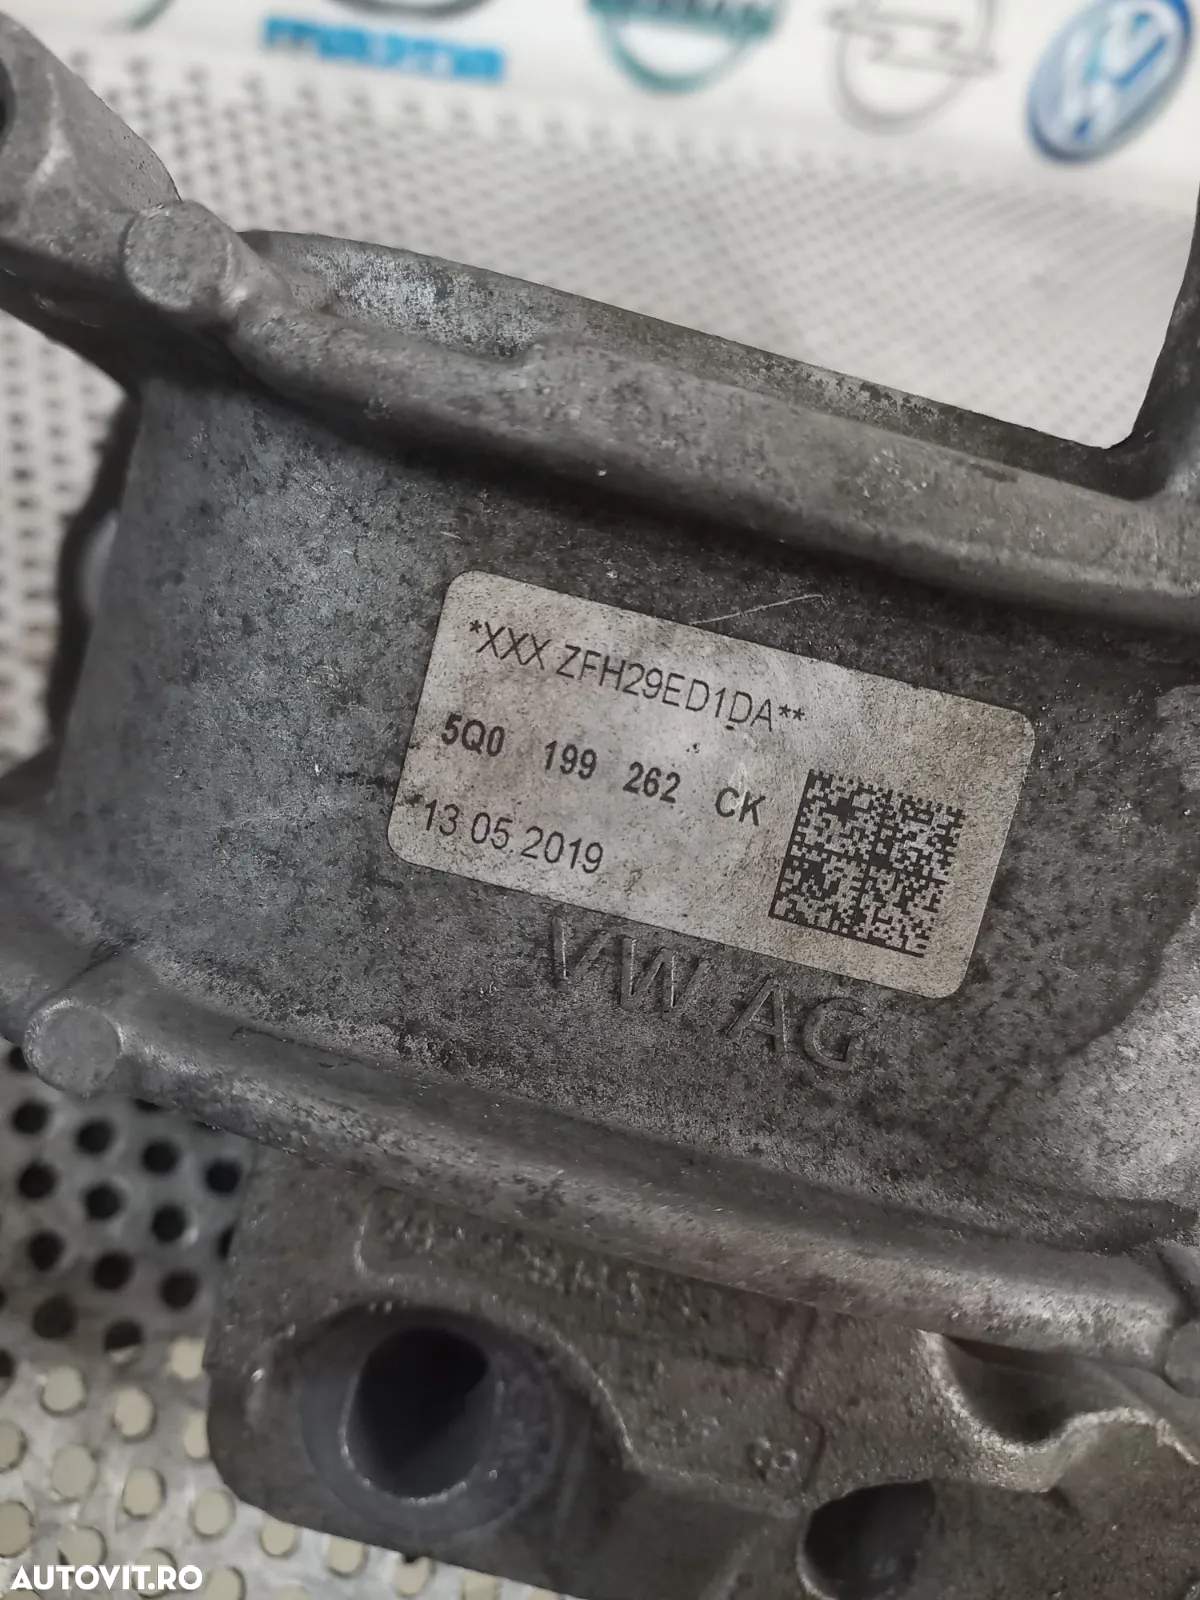 *XXX ZFH29ED1DA**
5Q0 199 262 CK
*13 05 2019
VW AG
AUTOVIT.RO